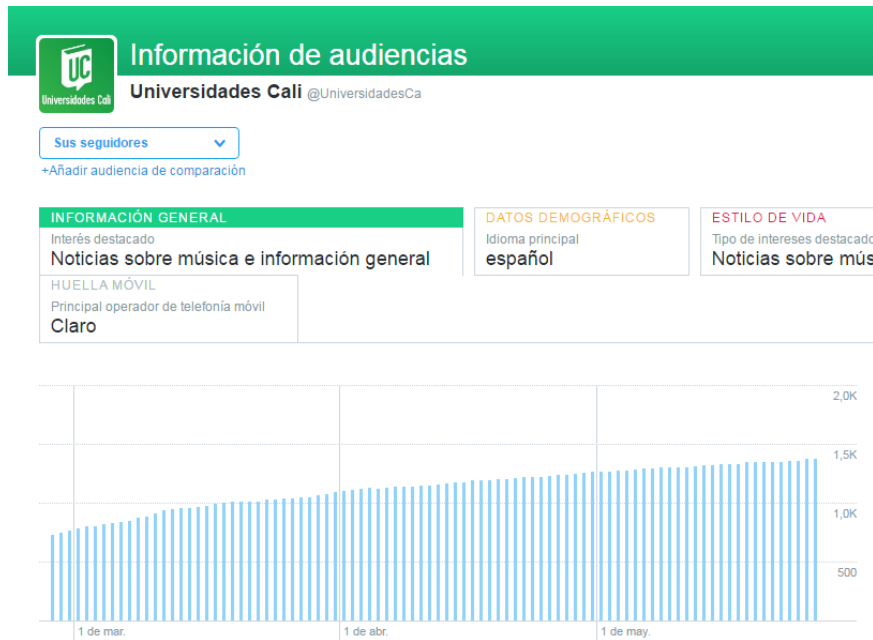 Información de audiencias
UC
Universidades Cali
Universidades Cali @UniversidadesCa
Sus seguidores
+Añadir audiencia de comparación
INFORMACIÓN GENERAL
Interés destacado
Noticias sobre música e información general
DATOS DEMOGRÁFICOS
Idioma principal
español
ESTILO DE VIDA
Tipo de intereses destacado
Noticias sobre mús
HUELLA MÓVIL
Principal operador de telefonía móvil
Claro
2,0K
1,5K
1,0K
500
1 de mar.
1 de abr.
1 de may.